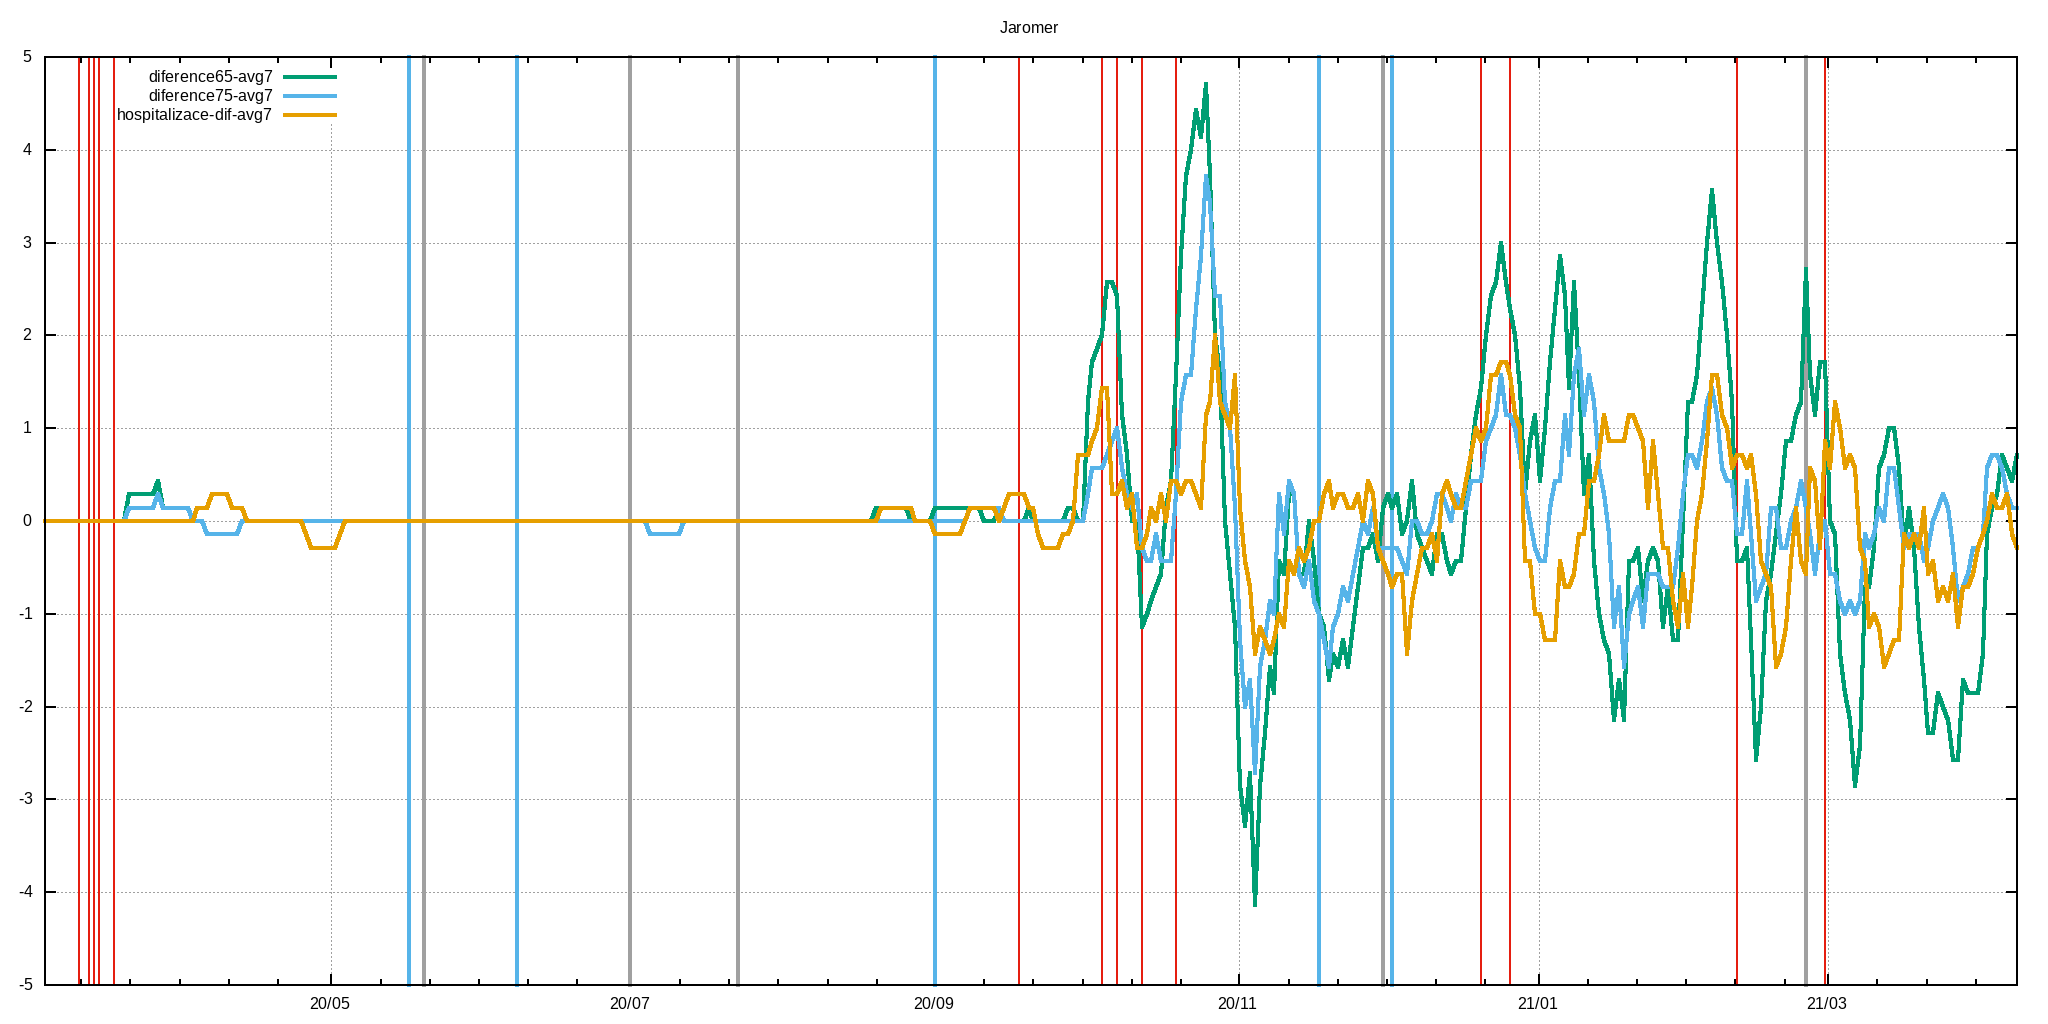 Jaromer
diference65-avg7
diference75-avg7
hospitalizace-dif-avg7
5
4
3
2
1
0
-1
-2
-3
-4
-5
20/05 20/07 20/09 20/11 21/01 21/03